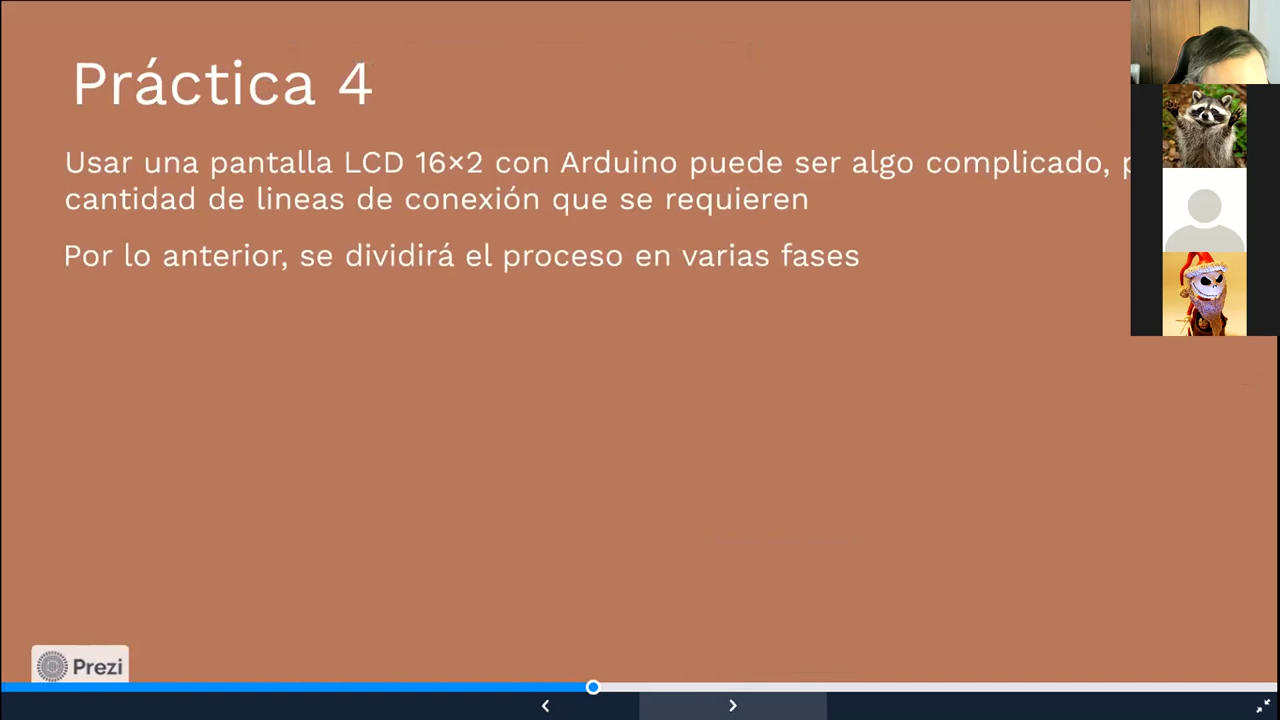 Práctica 4
Usar una pantalla LCD 16×2 con Arduino puede ser algo complicado,
cantidad de lineas de conexión que se requieren
Por lo anterior, se dividirá el proceso en varias fases
Prezi